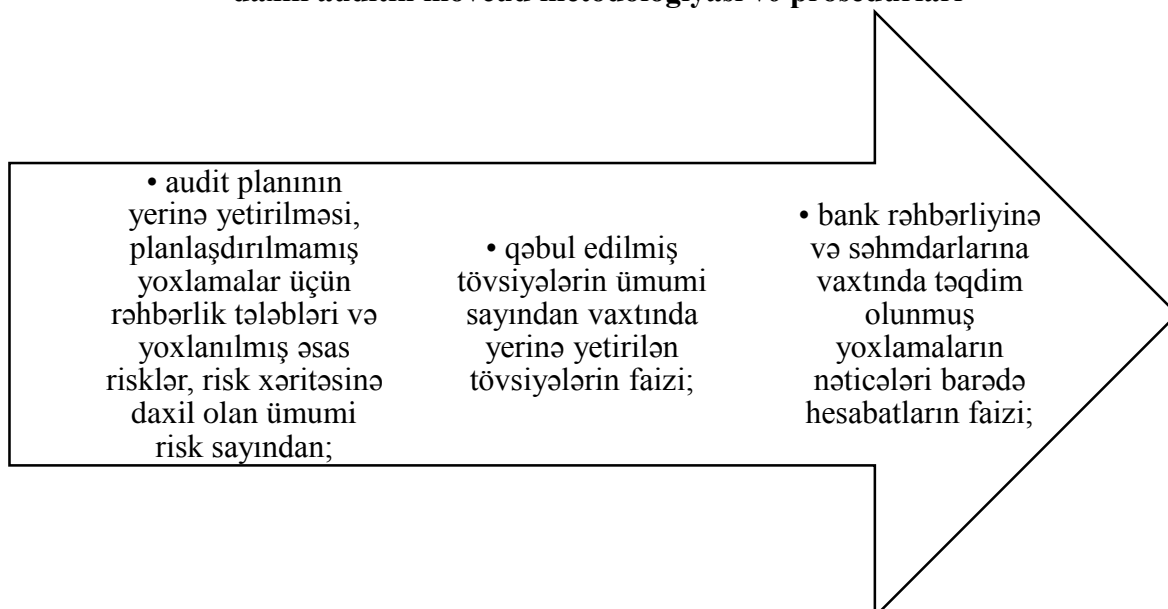 daxili auditin mövcud metodologiyası və prosedurları
• audit planının
yerinə yetirilməsi,
planlaşdırılmamış
yoxlamalar üçün
rəhbərlik tələbləri və
yoxlanılmış əsas
risklər, risk xəritəsinə
daxil olan ümumi
risk sayından;
• qəbul edilmiş
tövsiyələrin ümumi
sayından vaxtında
yerinə yetirilən
tövsiyələrin faizi;
• bank rəhbərliyinə
və səhmdarlarına
vaxtında təqdim
olunmuş
yoxlamaların
nəticələri barədə
hesabatların faizi;